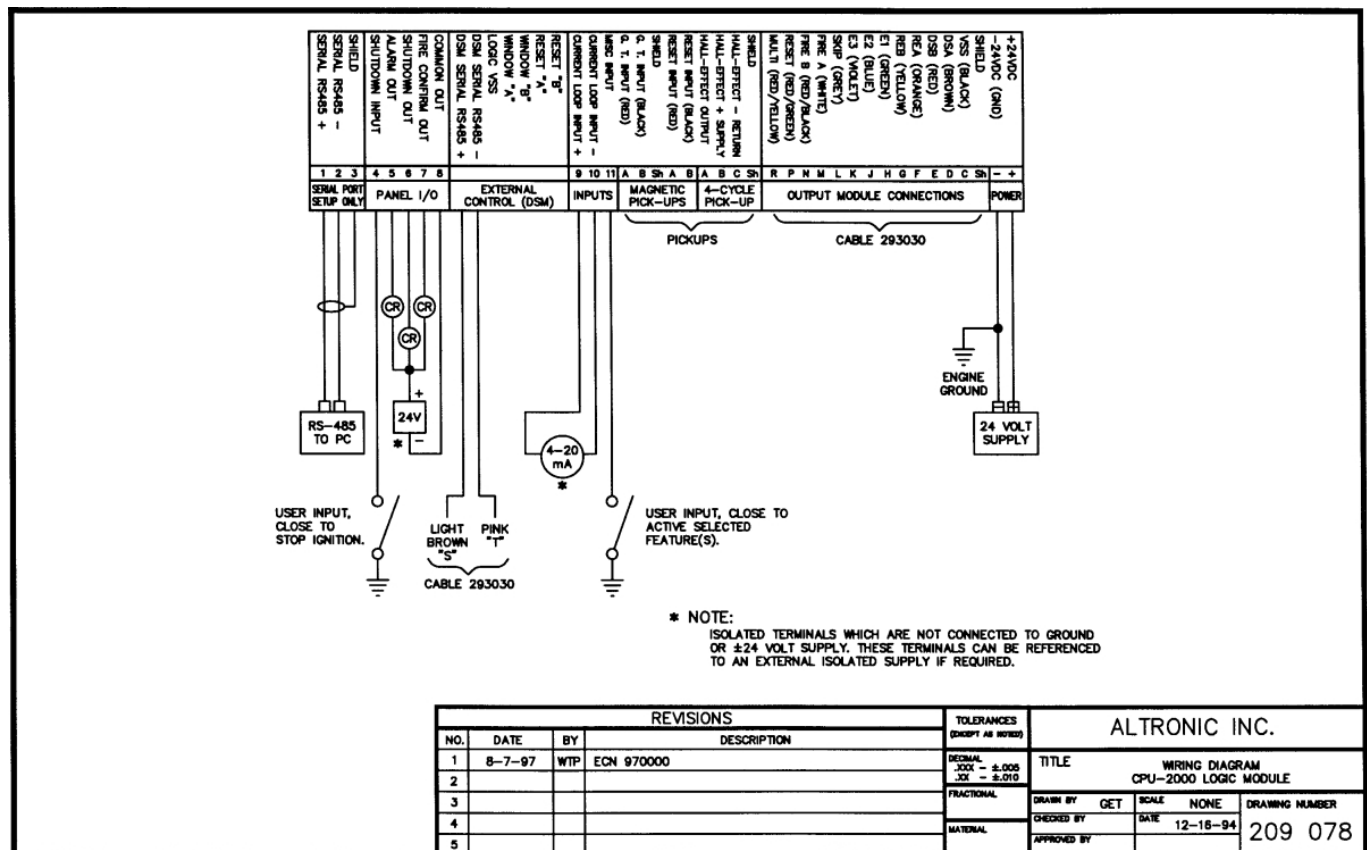 SERIAL RS485 +
SERIAL RS485 -
SHIELD
SHUTDOWN INPUT
ALARM OUT
SHUTDOWN OUT
FIRE CONFIRM OUT
COMMON OUT
DSM SERIAL RS485 +
DSM SERIAL RS485 -
LOGIC VSS
WINDOW "A"
WINDOW "B"
RESET "A"
RESET "B"
CURRENT LOOP INPUT +
CURRENT LOOP INPUT -
MISC INPUT
G. T. INPUT (RED)
G. T. INPUT (BLACK)
SHIELD
RESET INPUT (RED)
RESET INPUT (BLACK)
HALL-EFFECT OUTPUT
HALL-EFFECT + SUPPLY
HALL-EFFECT - RETURN
SHIELD
MULTI (RED/YELLOW)
RESET (RED/GREEN)
FIRE B (RED/BLACK)
FIRE A (WHITE)
SKIP (GREY)
E3 (VIOLET)
E2 (BLUE)
E1 (GREEN)
REB (YELLOW)
REA (ORANGE)
DSB (RED)
DSA (BROWN)
VSS (BLACK)
SHIELD
-24VDC (GND)
+24VDC
1 2 3 4 5 6 7 8 9 10 11 A B Sh A B A B C Sh R P N M L K J H G F E D C Sh - +
SERIAL PORT
SETUP ONLY
PANEL I/O
EXTERNAL
CONTROL (DSM)
INPUTS
MAGNETIC
PICK-UPS
4-CYCLE
PICK-UP
OUTPUT MODULE CONNECTIONS
POWER
PICKUPS
CABLE 293030
CR
CR
CR
+
24V
* -
RS-485
TO PC
4-20
mA
*
ENGINE
GROUND
24 VOLT
SUPPLY
- +
USER INPUT,
CLOSE TO
STOP IGNITION.
LIGHT
BROWN
"S"
PINK
"T"
CABLE 293030
USER INPUT, CLOSE TO
ACTIVE SELECTED
FEATURE(S).
* NOTE:
ISOLATED TERMINALS WHICH ARE NOT CONNECTED TO GROUND
OR ±24 VOLT SUPPLY. THESE TERMINALS CAN BE REFERENCED
TO AN EXTERNAL ISOLATED SUPPLY IF REQUIRED.
REVISIONS
NO. DATE BY DESCRIPTION
1 8-7-97 WTP ECN 970000
2
3
4
5
TOLERANCES
(EXCEPT AS NOTED)
DECIMAL
.XXX - ±.005
.XX - ±.010
FRACTIONAL
MATERIAL
ALTRONIC INC.
TITLE WIRING DIAGRAM
CPU-2000 LOGIC MODULE
DRAWN BY GET
SCALE NONE
DRAWING NUMBER
CHECKED BY
DATE 12-16-94
209 078
APPROVED BY